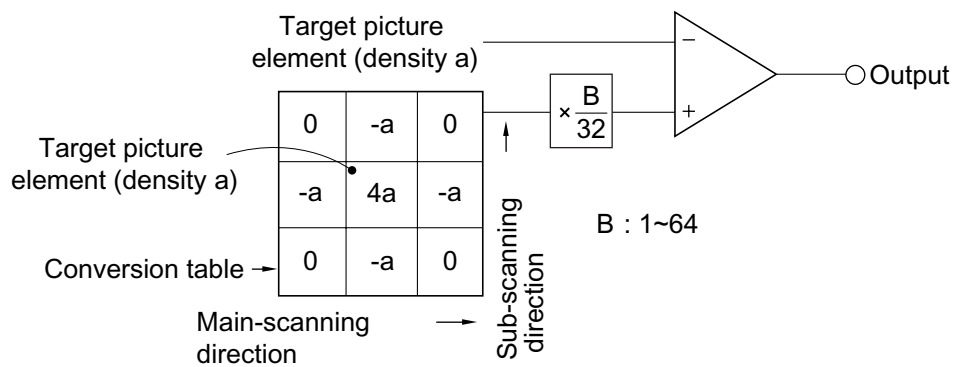 Target picture
element (density a)
−
Output
× B/32
+
0 -a 0
Target picture
element (density a)
-a 4a -a
B : 1~64
0 -a 0
Conversion table
Sub-scanning
direction
Main-scanning
direction